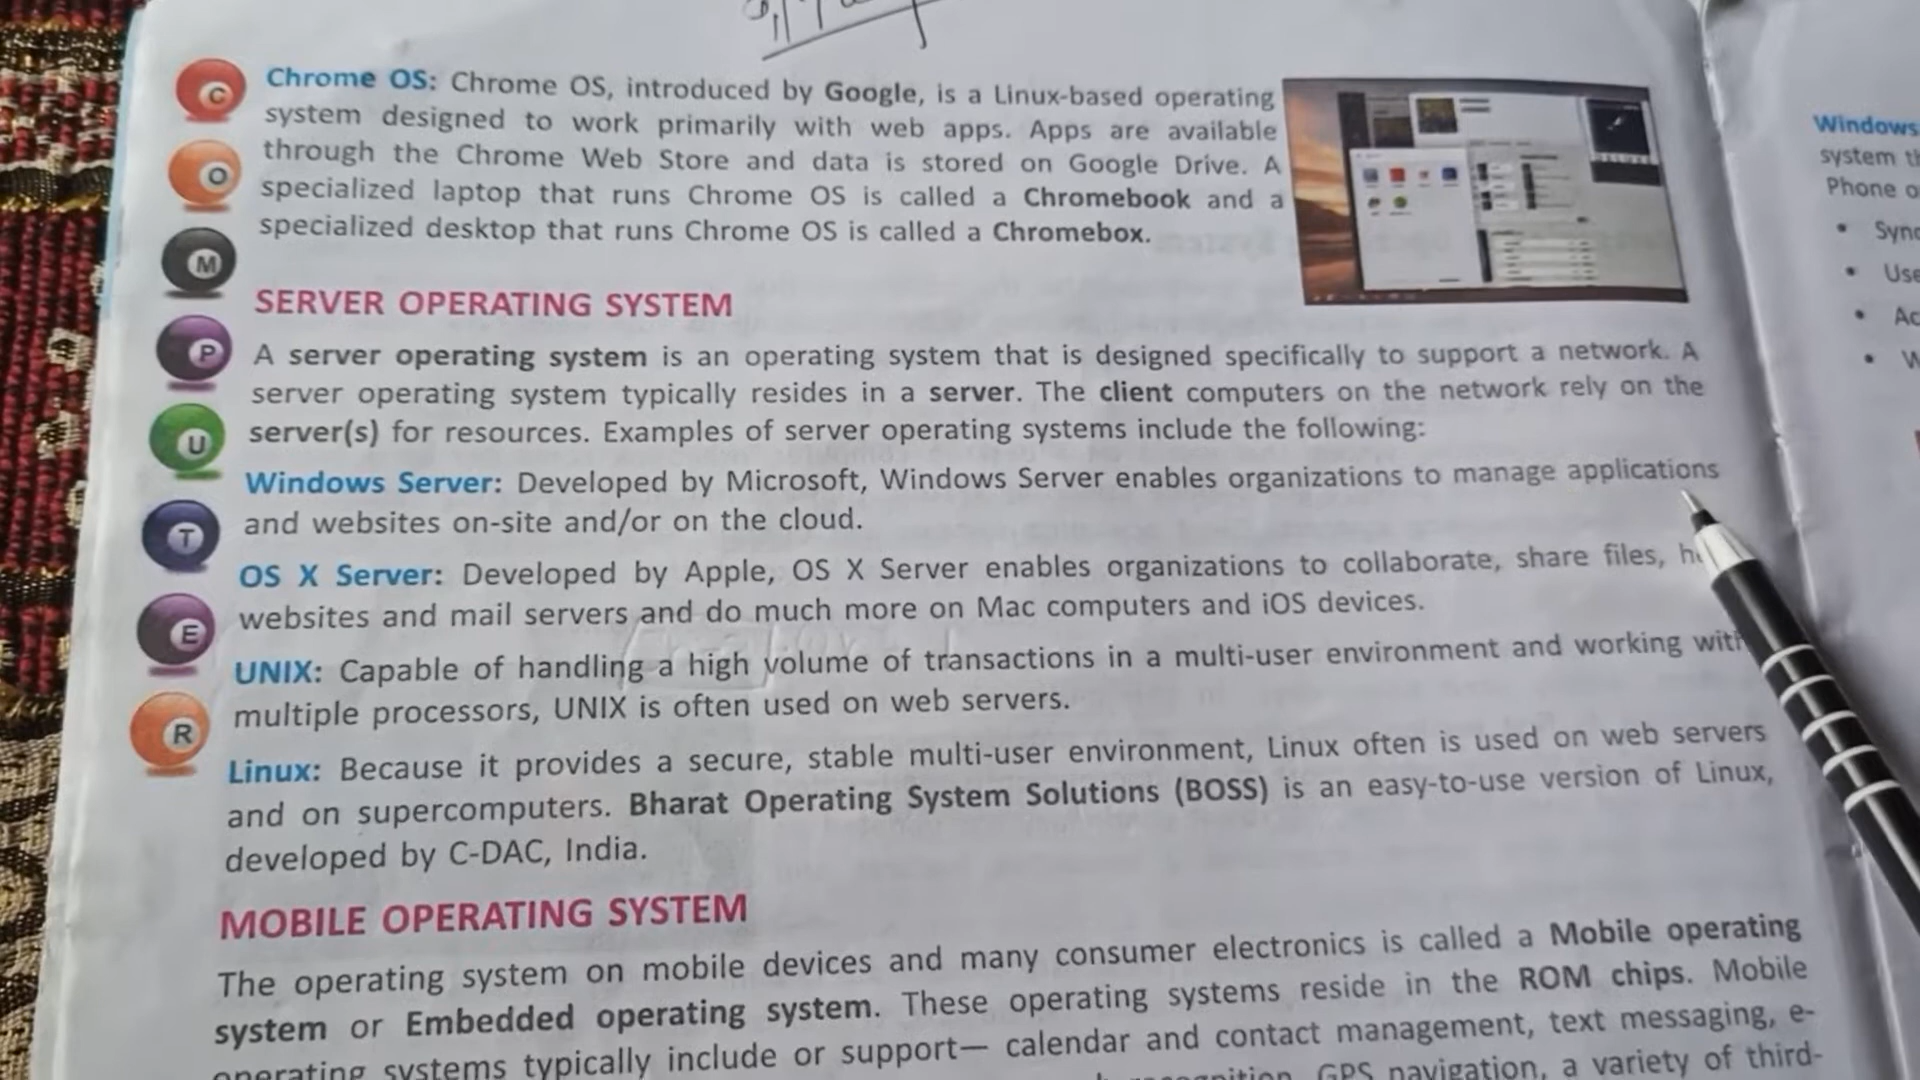 C
O
M
P
U
T
E
R
Chrome OS: Chrome OS, introduced by Google, is a Linux-based operating
system designed to work primarily with web apps. Apps are available
through the Chrome Web Store and data is stored on Google Drive. A
specialized laptop that runs Chrome OS is called a Chromebook and a
specialized desktop that runs Chrome OS is called a Chromebox.
SERVER OPERATING SYSTEM
A server operating system is an operating system that is designed specifically to support a network. A
server operating system typically resides in a server. The client computers on the network rely on the
server(s) for resources. Examples of server operating systems include the following:
Windows Server: Developed by Microsoft, Windows Server enables organizations to manage applications
and websites on-site and/or on the cloud.
OS X Server: Developed by Apple, OS X Server enables organizations to collaborate, share files,
websites and mail servers and do much more on Mac computers and iOS devices.
UNIX: Capable of handling a high volume of transactions in a multi-user environment and working with
multiple processors, UNIX is often used on web servers.
Linux: Because it provides a secure, stable multi-user environment, Linux often is used on web servers
and on supercomputers. Bharat Operating System Solutions (BOSS) is an easy-to-use version of Linux,
developed by C-DAC, India.
MOBILE OPERATING SYSTEM
The operating system on mobile devices and many consumer electronics is called a Mobile operating
system or Embedded operating system. These operating systems reside in the ROM chips. Mobile
operating systems typically include or support— calendar and contact management, text messaging, e-
GPS navigation, a variety of third-
Windows
system
Phone